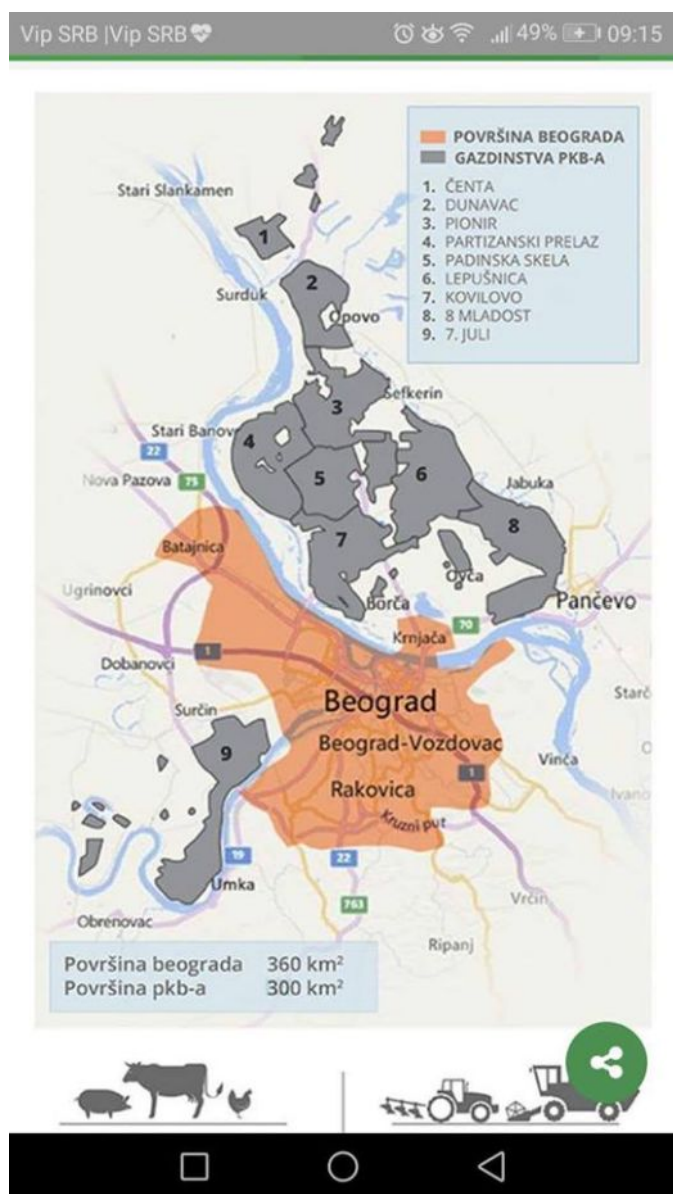 Vip SRB |Vip SRB
49% 09:15
POVRŠINA BEOGRADA
GAZDINSTVA PKB-A
1. ČENTA
2. DUNAVAC
3. PIONIR
4. PARTIZANSKI PRELAZ
5. PADINSKA SKELA
6. LEPUŠNICA
7. KOVILOVO
8. 8 MLADOST
9. 7. JULI
Stari Slankamen
1
2
Surduk
Opovo
3
Sefkerin
Stari Banov
4
22
Nova Pazova
75
5
6
Jabuka
7
8
Batajnica
Ovča
Ugrinovci
Borča
Pančevo
70
Krnjača
1
Dobanovci
Beograd
Starč
Surčin
Beograd-Vozdovac
9
Vinča
1
Rakovica
Ivano
Kruzni put
19
22
Umka
763
Vrčin
Obrenovac
Ripanj
Površina beograda 360 km²
Površina pkb-a 300 km²